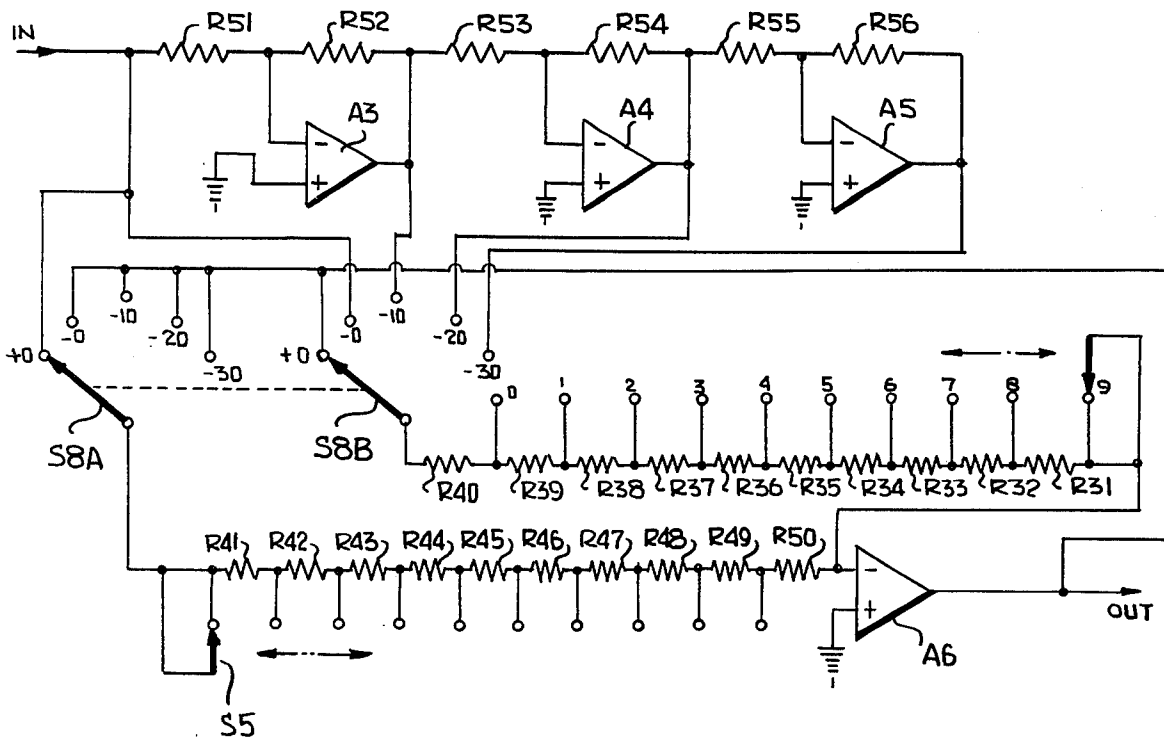 IN
R51
R52
R53
R54
R55
R56
A3
A4
A5
- + - + - +
-0
-10
-20
-30
-0
-10
-20
-30
+0
+0
S8A
S8B
0 1 2 3 4 5 6 7 8 9
R40 R39 R38 R37 R36 R35 R34 R33 R32 R31
R41 R42 R43 R44 R45 R46 R47 R48 R49 R50
- +
OUT
A6
S5